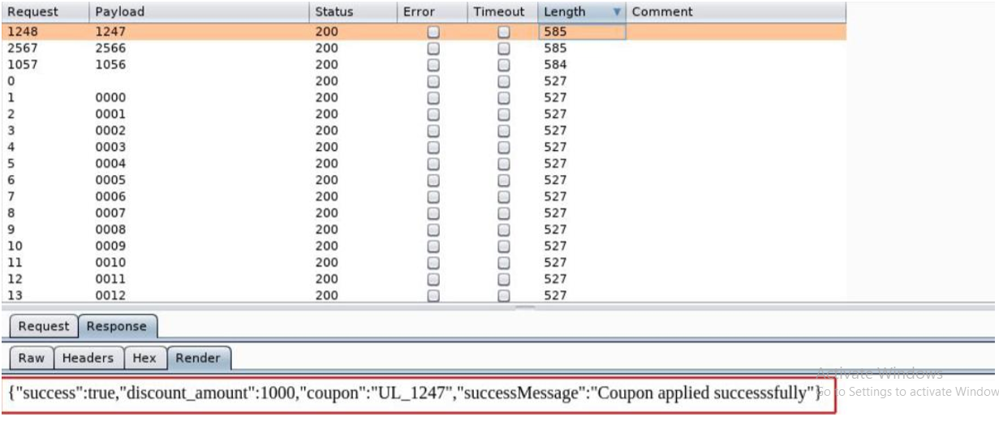 Request Payload Status Error Timeout Length Comment
1248 1247 200 585
2567 2566 200 585
1057 1056 200 584
0 200 527
1 0000 200 527
2 0001 200 527
3 0002 200 527
4 0003 200 527
5 0004 200 527
6 0005 200 527
7 0006 200 527
8 0007 200 527
9 0008 200 527
10 0009 200 527
11 0010 200 527
12 0011 200 527
13 0012 200 527
Request Response
Raw Headers Hex Render
Activate Windows
{"success":true,"discount_amount":1000,"coupon":"UL_1247","successMessage":"Coupon applied successsfully"}
Go to Settings to activate Window